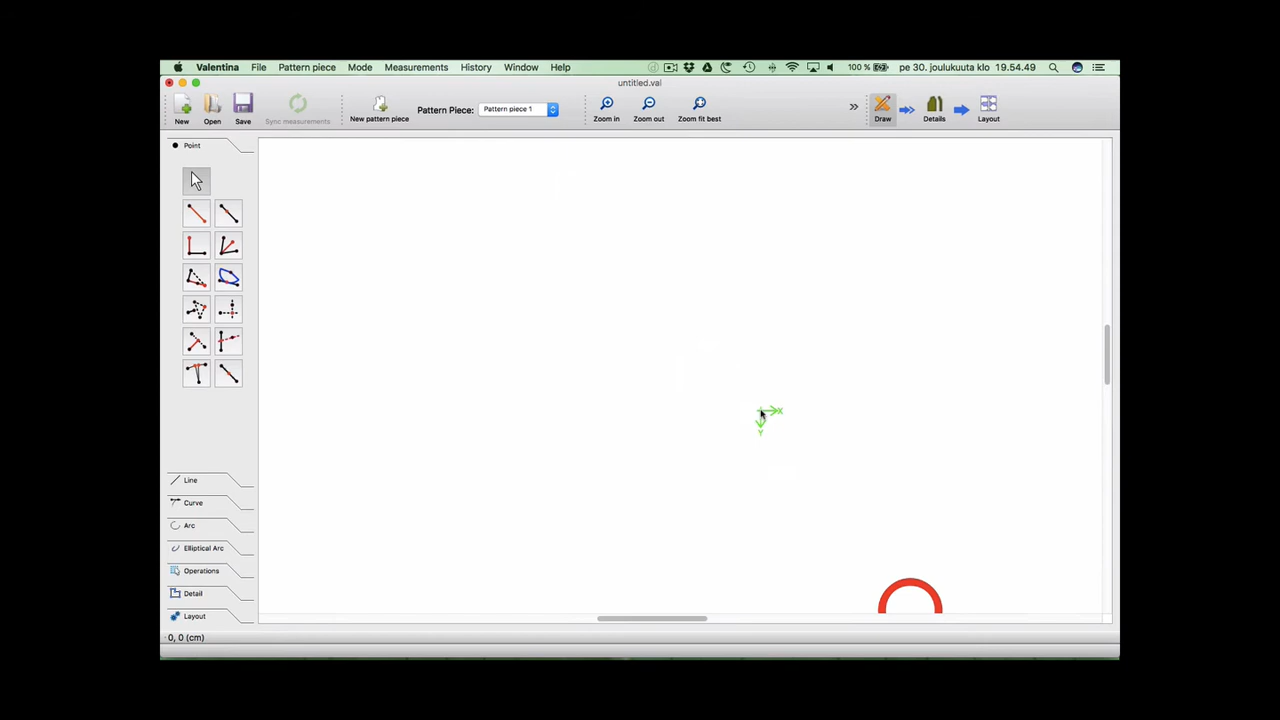 Valentina File Pattern piece Mode Measurements History Window Help 100 % pe 30. joulukuuta klo 19.54.49
untitled.val
New Open Save Sync measurements New pattern piece Pattern Piece: Pattern piece 1 Zoom in Zoom out Zoom fit best » Draw Details Layout
Point
X
Y
Line
Curve
Arc
Elliptical Arc
Operations
Detail
Layout
0, 0 (cm)